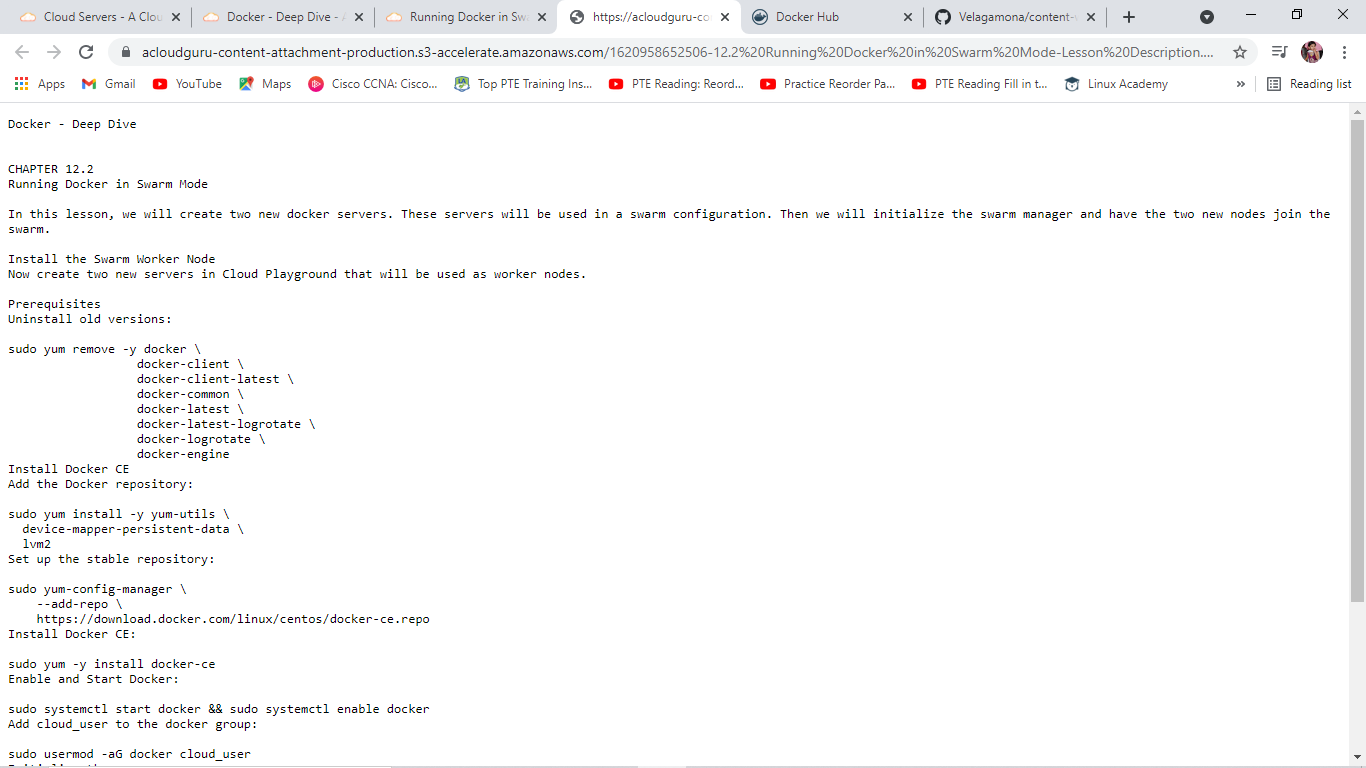 Cloud Servers - A Clou
Docker - Deep Dive - A
Running Docker in Swa
https://acloudguru-co
Docker Hub
Velagamona/content-
acloudguru-content-attachment-production.s3-accelerate.amazonaws.com/1620958652506-12.2%20Running%20Docker%20in%20Swarm%20Mode-Lesson%20Description....
Apps
Gmail
YouTube
Maps
Cisco CCNA: Cisco...
Top PTE Training Ins...
PTE Reading: Reord...
Practice Reorder Pa...
PTE Reading Fill in t...
Linux Academy
»
Reading list
Docker - Deep Dive
CHAPTER 12.2
Running Docker in Swarm Mode
In this lesson, we will create two new docker servers. These servers will be used in a swarm configuration. Then we will initialize the swarm manager and have the two new nodes join the
swarm.
Install the Swarm Worker Node
Now create two new servers in Cloud Playground that will be used as worker nodes.
Prerequisites
Uninstall old versions:
sudo yum remove -y docker \
docker-client \
docker-client-latest \
docker-common \
docker-latest \
docker-latest-logrotate \
docker-logrotate \
docker-engine
Install Docker CE
Add the Docker repository:
sudo yum install -y yum-utils \
device-mapper-persistent-data \
lvm2
Set up the stable repository:
sudo yum-config-manager \
--add-repo \
https://download.docker.com/linux/centos/docker-ce.repo
Install Docker CE:
sudo yum -y install docker-ce
Enable and Start Docker:
sudo systemctl start docker && sudo systemctl enable docker
Add cloud_user to the docker group:
sudo usermod -aG docker cloud_user